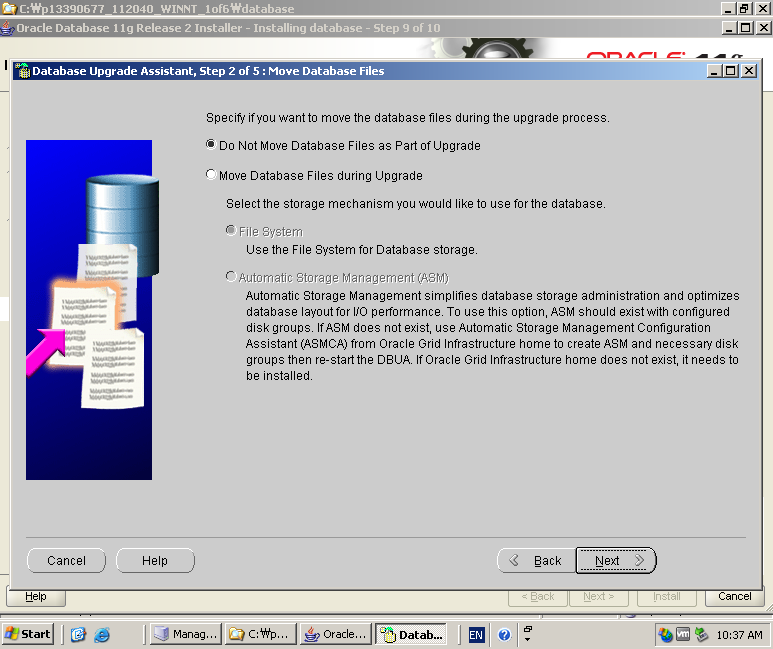 C:₩p13390677_112040_WINNT_1of6₩database
Oracle Database 11g Release 2 Installer - Installing database - Step 9 of 10
Database Upgrade Assistant, Step 2 of 5 : Move Database Files
Specify if you want to move the database files during the upgrade process.
Do Not Move Database Files as Part of Upgrade
Move Database Files during Upgrade
Select the storage mechanism you would like to use for the database.
File System
Use the File System for Database storage.
Automatic Storage Management (ASM)
Automatic Storage Management simplifies database storage administration and optimizes
database layout for I/O performance. To use this option, ASM should exist with configured
disk groups. If ASM does not exist, use Automatic Storage Management Configuration
Assistant (ASMCA) from Oracle Grid Infrastructure home to create ASM and necessary disk
groups then re-start the DBUA. If Oracle Grid Infrastructure home does not exist, it needs to
be installed.
Cancel Help Back Next
Help < Back Next > Install Cancel
Start Manag... C:₩p... Oracle... Datab... EN 10:37 AM